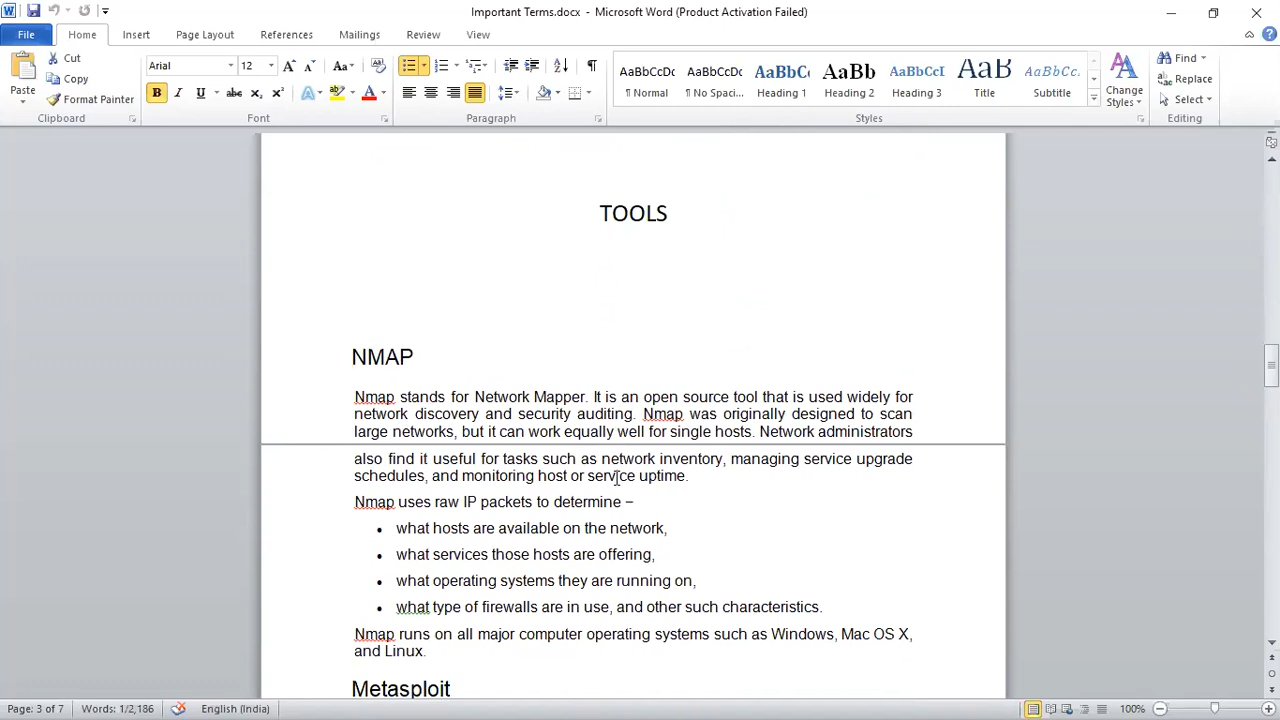 Important Terms.docx - Microsoft Word (Product Activation Failed)
File Home Insert Page Layout References Mailings Review View
Paste
Cut
Copy
Format Painter
Clipboard
Arial 12
Font
Paragraph
AaBbCcDc AaBbCcDc AaBbCc AaBb AaBbCcI AaB AaBbCc.
¶ Normal ¶ No Spaci... Heading 1 Heading 2 Heading 3 Title Subtitle
Change Styles
Styles
Find
Replace
Select
Editing
TOOLS
NMAP
Nmap stands for Network Mapper. It is an open source tool that is used widely for
network discovery and security auditing. Nmap was originally designed to scan
large networks, but it can work equally well for single hosts. Network administrators
also find it useful for tasks such as network inventory, managing service upgrade
schedules, and monitoring host or service uptime.
Nmap uses raw IP packets to determine −
• what hosts are available on the network,
• what services those hosts are offering,
• what operating systems they are running on,
• what type of firewalls are in use, and other such characteristics.
Nmap runs on all major computer operating systems such as Windows, Mac OS X,
and Linux.
Metasploit
Page: 3 of 7 Words: 1/2,186 English (India) 100%